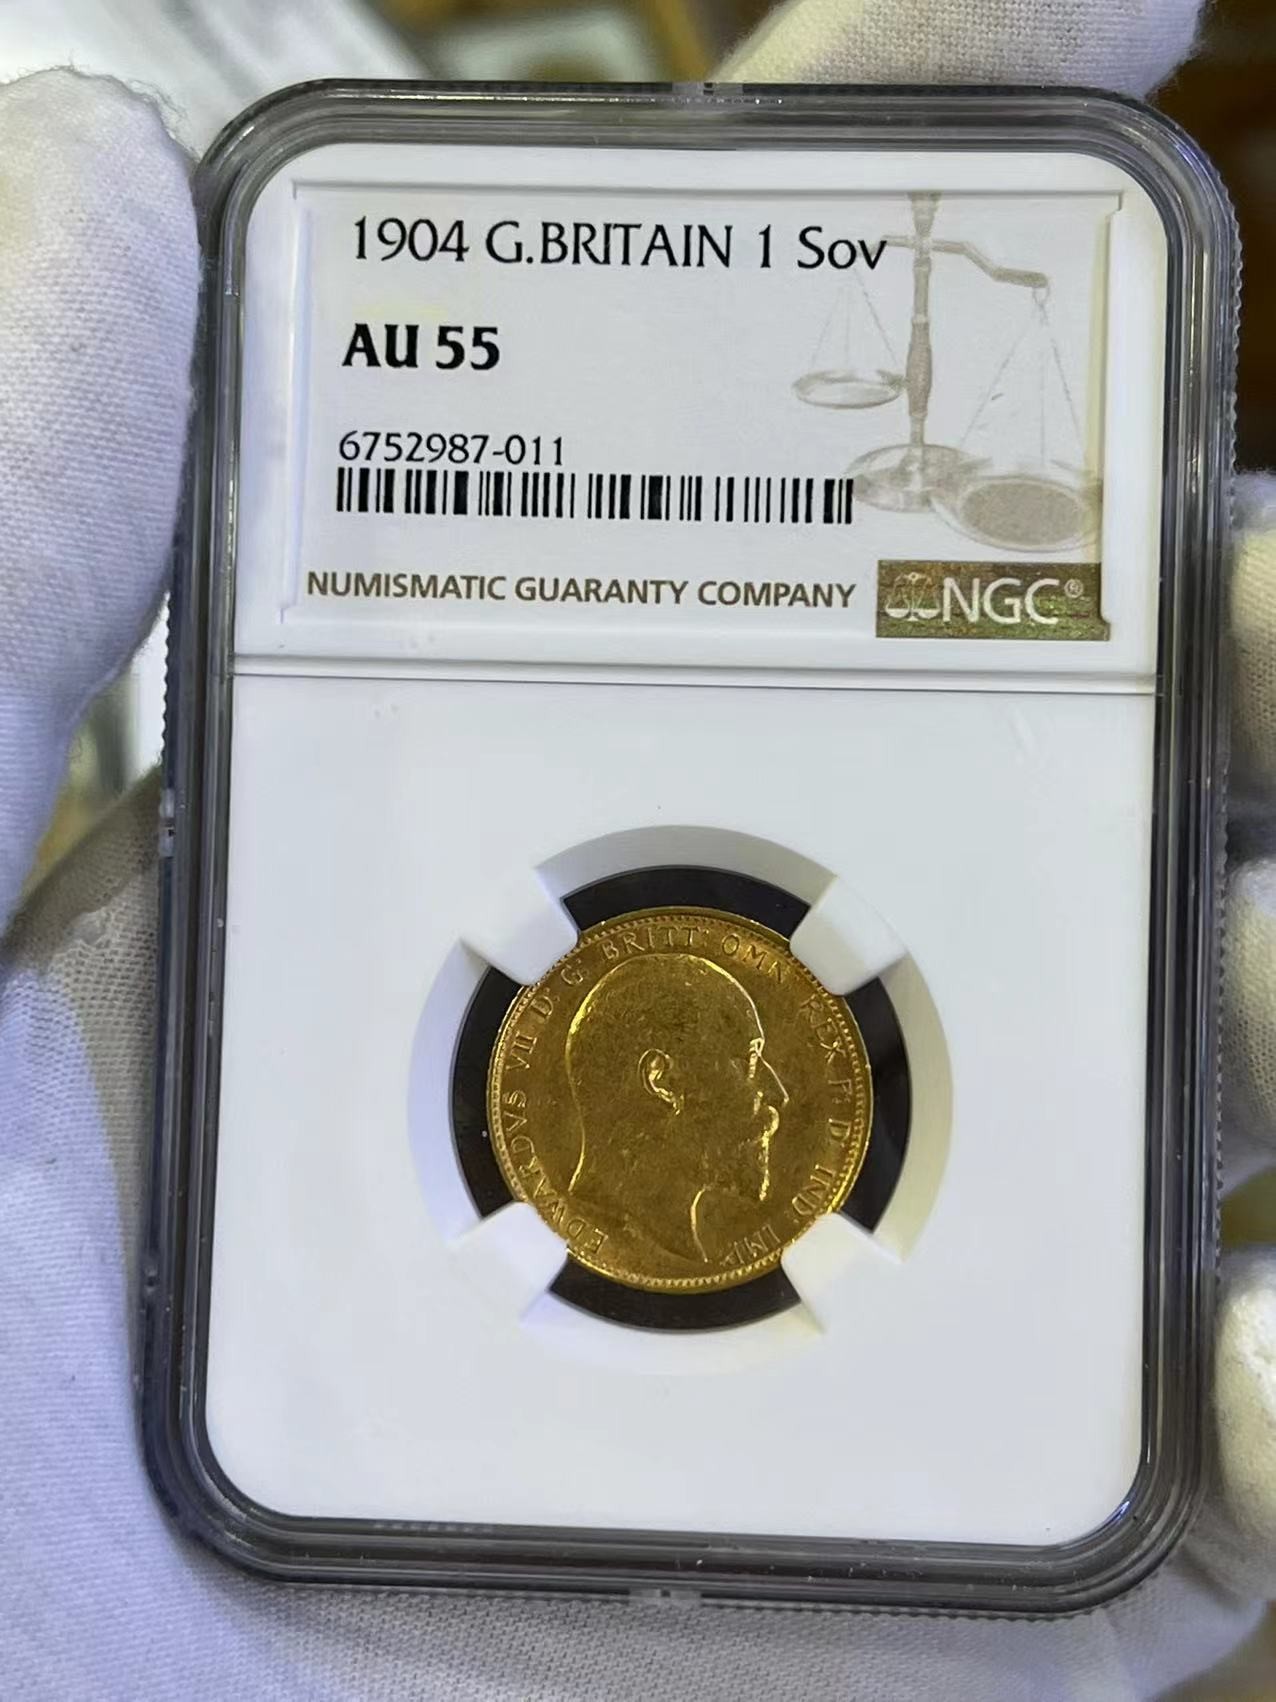 1904 G.BRITAIN 1 Sov
AU 55
6752987-011
NUMISMATIC GUARANTY COMPANY NGC®
EDWARDVS VII D: G: BRITT: OMN: REX F: D: IND: IMP: